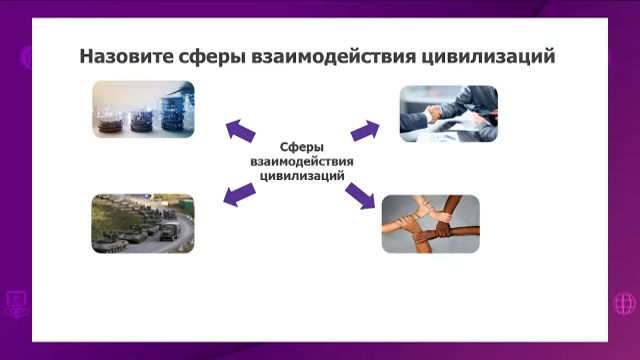 Назовите сферы взаимодействия цивилизаций
Сферы
взаимодействия
цивилизаций